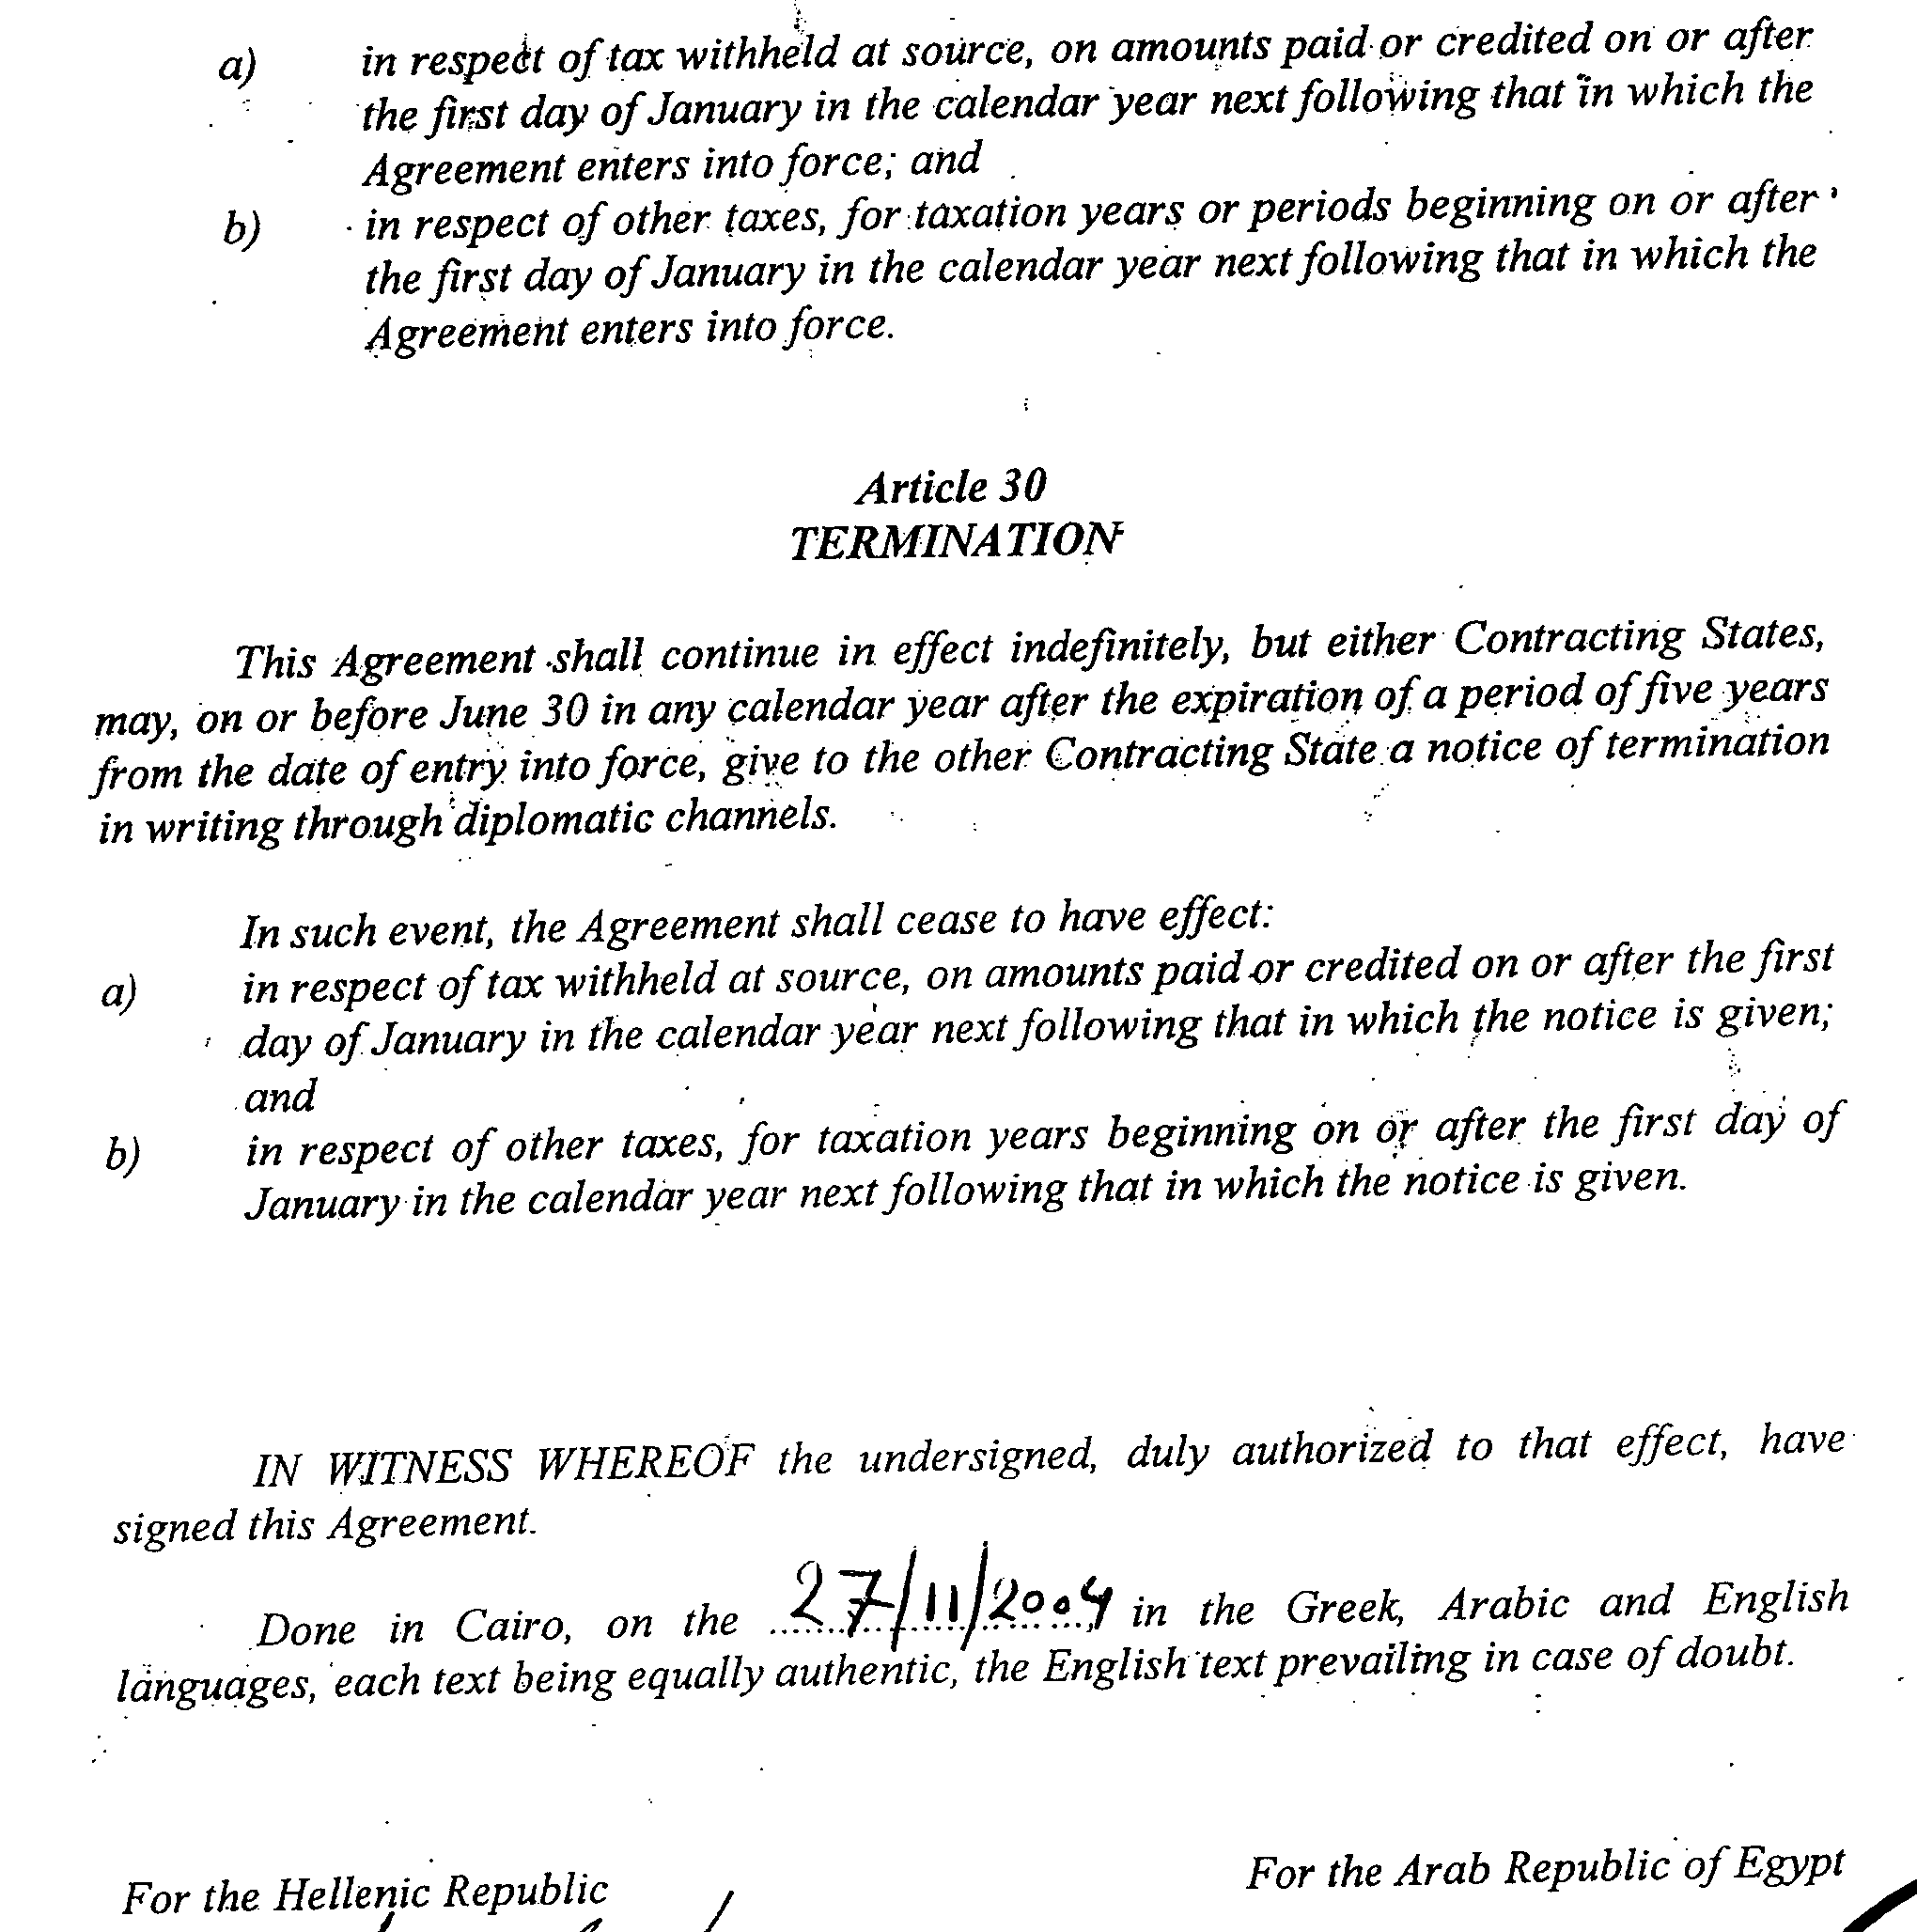 a) in respect of tax withheld at source, on amounts paid or credited on or after
the first day of January in the calendar year next following that in which the
Agreement enters into force; and
b) in respect of other taxes, for taxation years or periods beginning on or after
the first day of January in the calendar year next following that in which the
Agreement enters into force.
Article 30
TERMINATION
This Agreement shall continue in effect indefinitely, but either Contracting States,
may, on or before June 30 in any calendar year after the expiration of a period of five years
from the date of entry into force, give to the other Contracting State a notice of termination
in writing through diplomatic channels.
In such event, the Agreement shall cease to have effect:
a) in respect of tax withheld at source, on amounts paid or credited on or after the first
day of January in the calendar year next following that in which the notice is given;
and
b) in respect of other taxes, for taxation years beginning on or after the first day of
January in the calendar year next following that in which the notice is given.
IN WITNESS WHEREOF the undersigned, duly authorized to that effect, have
signed this Agreement.
Done in Cairo, on the 27/11/2004 in the Greek, Arabic and English
languages, each text being equally authentic, the English text prevailing in case of doubt.
For the Hellenic Republic For the Arab Republic of Egypt